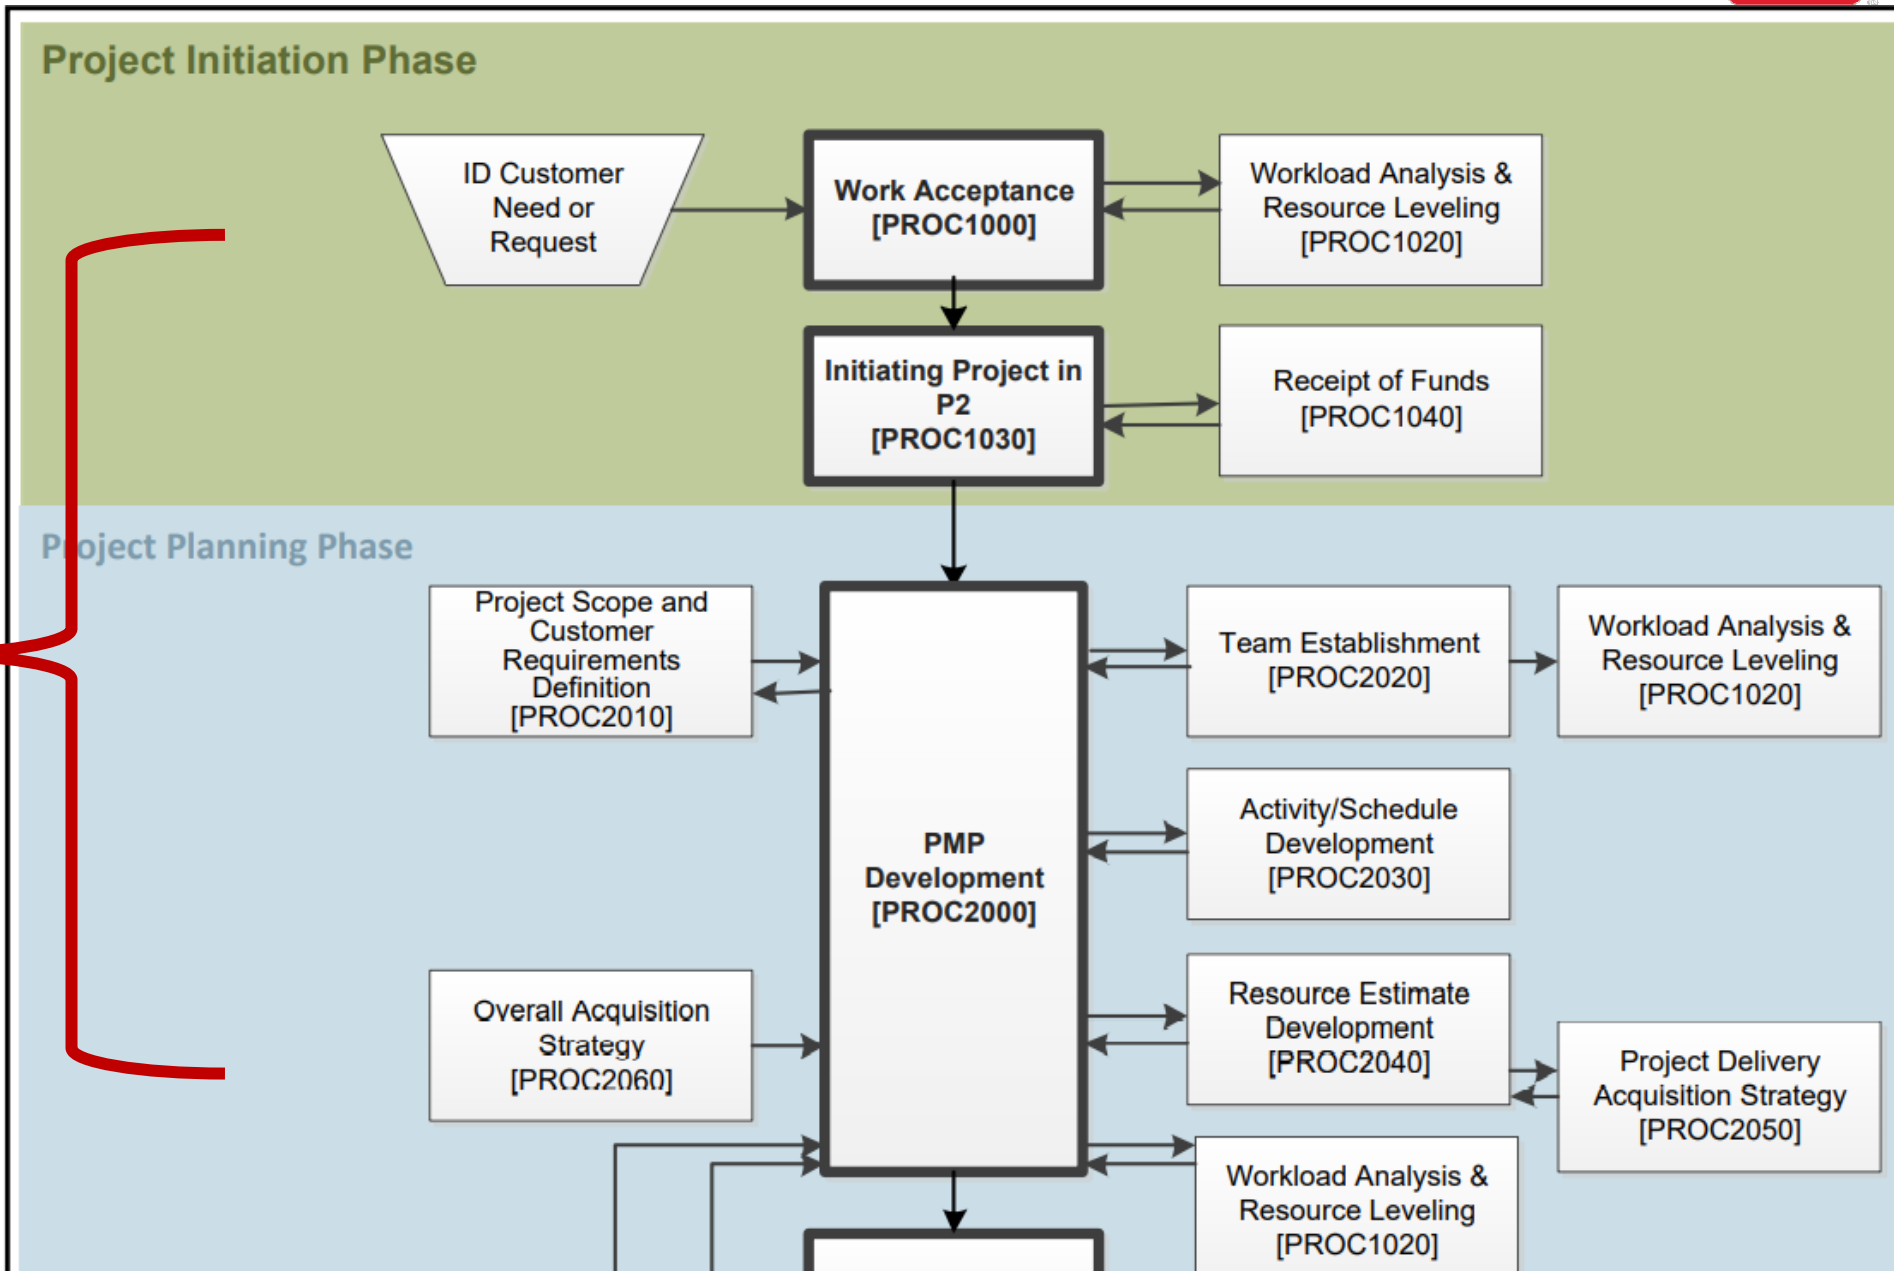 Project Initiation Phase
ID Customer
Need or
Request
Work Acceptance
[PROC1000]
Workload Analysis &
Resource Leveling
[PROC1020]
Initiating Project in
P2
[PROC1030]
Receipt of Funds
[PROC1040]
Project Planning Phase
Project Scope and
Customer
Requirements
Definition
[PROC2010]
Team Establishment
[PROC2020]
Workload Analysis &
Resource Leveling
[PROC1020]
PMP
Development
[PROC2000]
Activity/Schedule
Development
[PROC2030]
Overall Acquisition
Strategy
[PROC2060]
Resource Estimate
Development
[PROC2040]
Project Delivery
Acquisition Strategy
[PROC2050]
Workload Analysis &
Resource Leveling
[PROC1020]